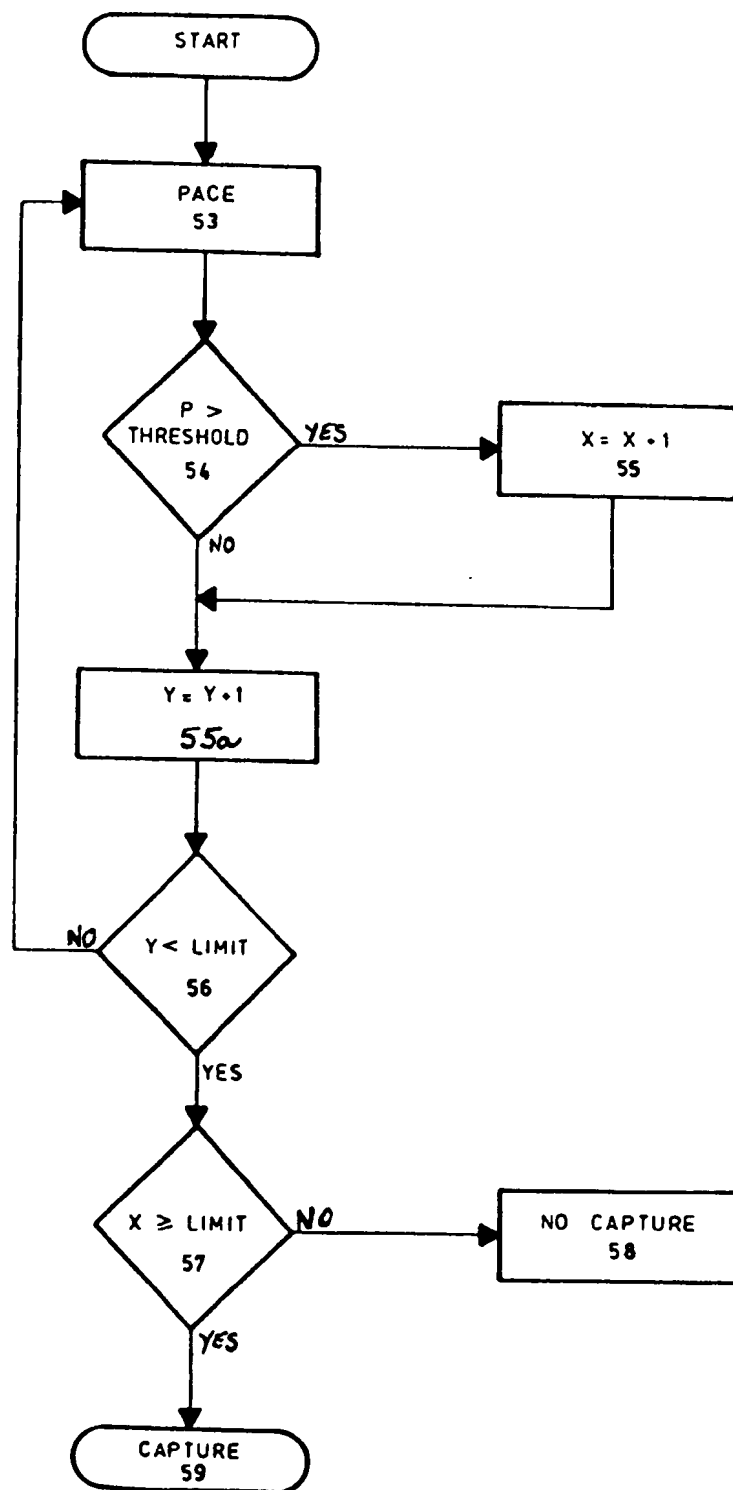 START
PACE
53
P >
THRESHOLD
54
YES
X = X + 1
55
NO
Y = Y + 1
55a
NO
Y < LIMIT
56
YES
X ≥ LIMIT
57
NO
NO CAPTURE
58
YES
CAPTURE
59